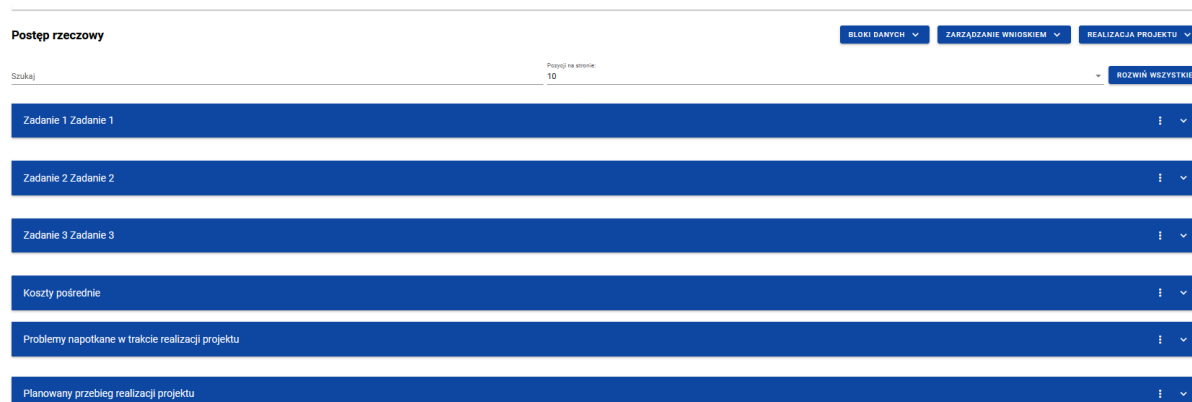 Postęp rzeczowy
BLOKI DANYCH
ZARZĄDZANIE WNIOSKIEM
REALIZACJA PROJEKTU
Szukaj
Pozycji na stronie:
10
ROZWIŃ WSZYSTKIE
Zadanie 1 Zadanie 1
Zadanie 2 Zadanie 2
Zadanie 3 Zadanie 3
Koszty pośrednie
Problemy napotkane w trakcie realizacji projektu
Planowany przebieg realizacji projektu